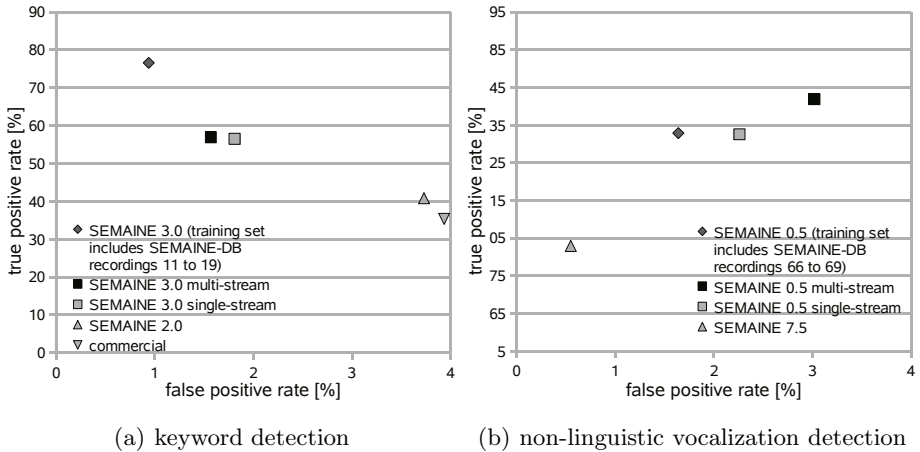 90
80
70
60
50
40
30
20
10
0
true positive rate [%]
SEMAINE 3.0 (training set
includes SEMAINE-DB
recordings 11 to 19)
SEMAINE 3.0 multi-stream
SEMAINE 3.0 single-stream
SEMAINE 2.0
commercial
0 1 2 3 4
false positive rate [%]
(a) keyword detection
95
85
45
35
25
15
05
75
65
5
true positive rate [%]
SEMAINE 0.5 (training set
includes SEMAINE-DB
recordings 66 to 69)
SEMAINE 0.5 multi-stream
SEMAINE 0.5 single-stream
SEMAINE 7.5
0 1 2 3 4
false positive rate [%]
(b) non-linguistic vocalization detection